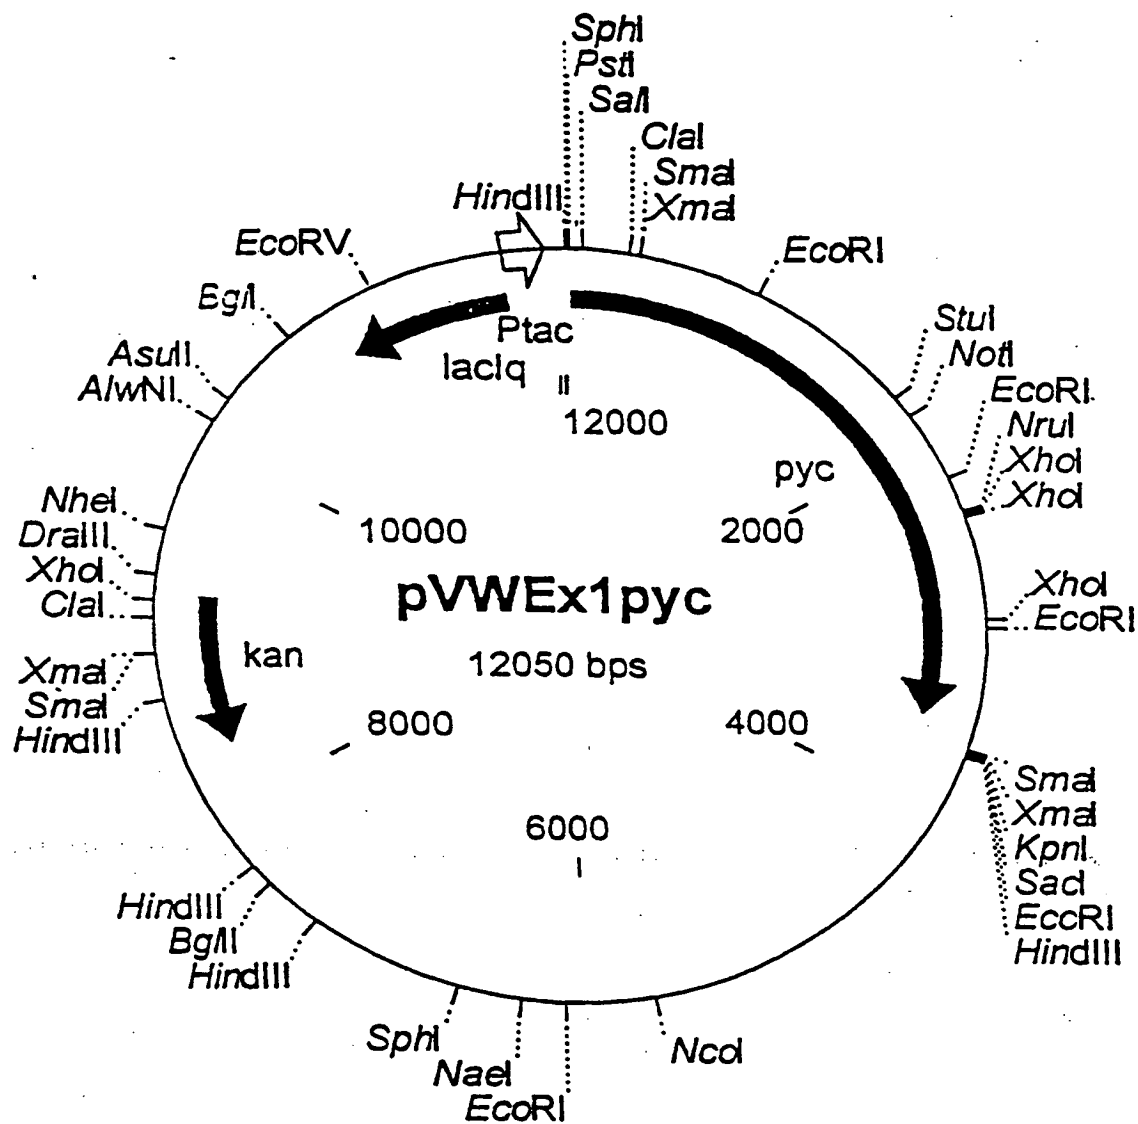 SphI
PstI
SalI
ClaI
SmaI
XmaI
HindIII
EcoRV
EcoRI
BglI
StuI
Ptac
NotI
AsuII
lacIq
AlwNI
EcoRI
12000
NruI
pyc
XhoI
XhoI
NheI
10000
2000
DraIII
XhoI
pVWEx1pyc
XhoI
ClaI
EcoRI
kan
12050 bps
XmaI
SmaI
8000
4000
HindIII
SmaI
XmaI
6000
KpnI
SacI
HindIII
EccRI
BglII
HindIII
HindIII
SphI
NcoI
NaeI
EcoRI